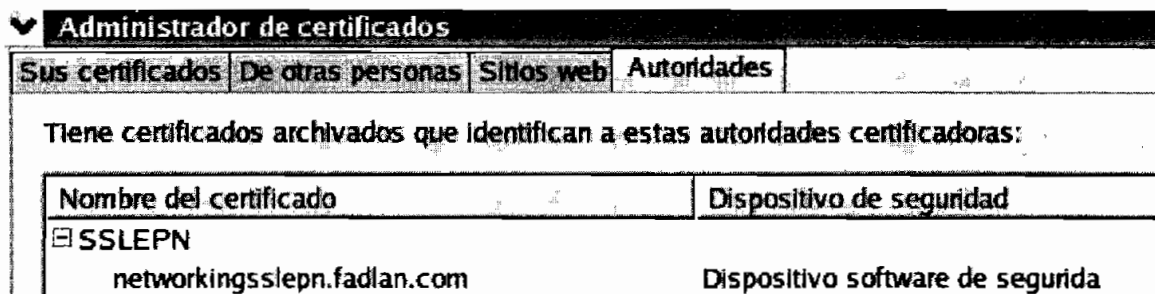 Administrador de certificados
Sus certificados De otras personas Sitios web Autoridades
Tiene certificados archivados que identifican a estas autoridades certificadoras:
Nombre del certificado Dispositivo de seguridad
SSLEPN
networkingsslepn.fadlan.com Dispositivo software de segurida